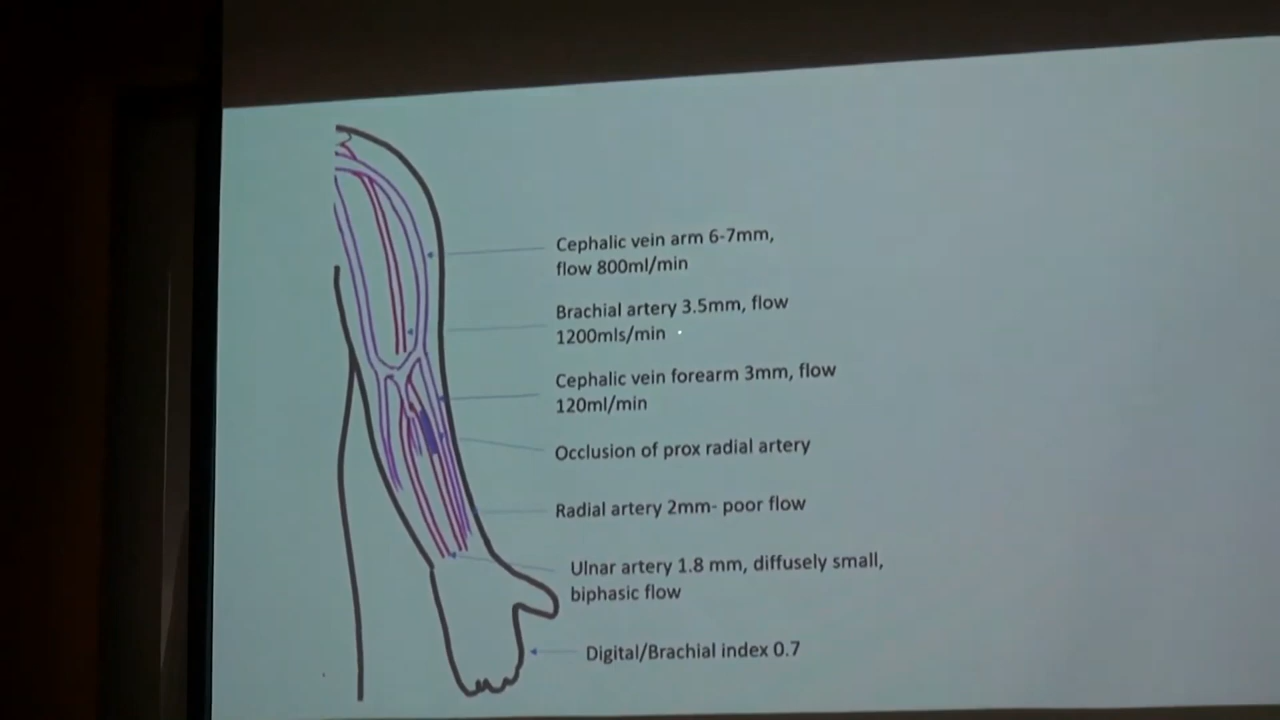 Cephalic vein arm 6-7mm,
flow 800ml/min
Brachial artery 3.5mm, flow
1200mls/min
Cephalic vein forearm 3mm, flow
120ml/min
Occlusion of prox radial artery
Radial artery 2mm- poor flow
Ulnar artery 1.8 mm, diffusely small,
biphasic flow
Digital/Brachial index 0.7